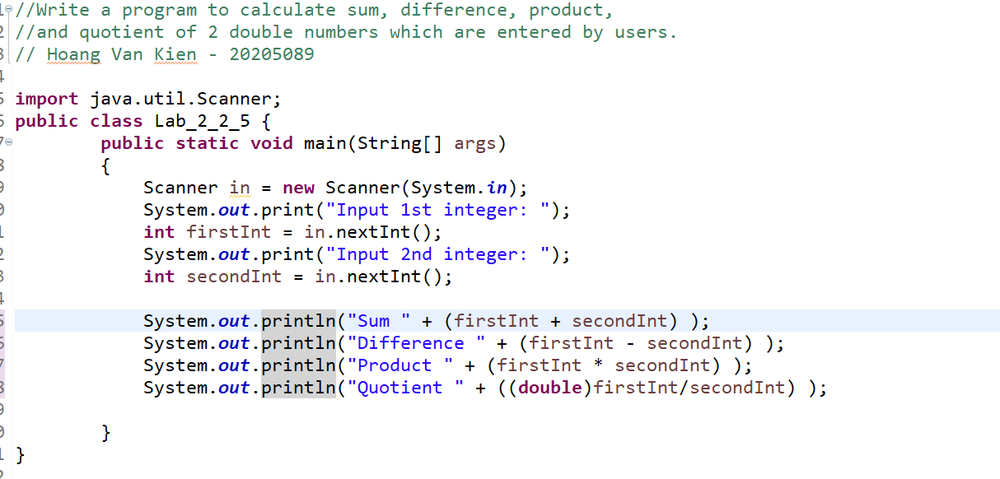 //Write a program to calculate sum, difference, product,
//and quotient of 2 double numbers which are entered by users.
// Hoang Van Kien - 20205089
import java.util.Scanner;
public class Lab_2_2_5 {
public static void main(String[] args)
{
Scanner in = new Scanner(System.in);
System.out.print("Input 1st integer: ");
int firstInt = in.nextInt();
System.out.print("Input 2nd integer: ");
int secondInt = in.nextInt();
System.out.println("Sum " + (firstInt + secondInt) );
System.out.println("Difference " + (firstInt - secondInt) );
System.out.println("Product " + (firstInt * secondInt) );
System.out.println("Quotient " + ((double)firstInt/secondInt) );
}
}